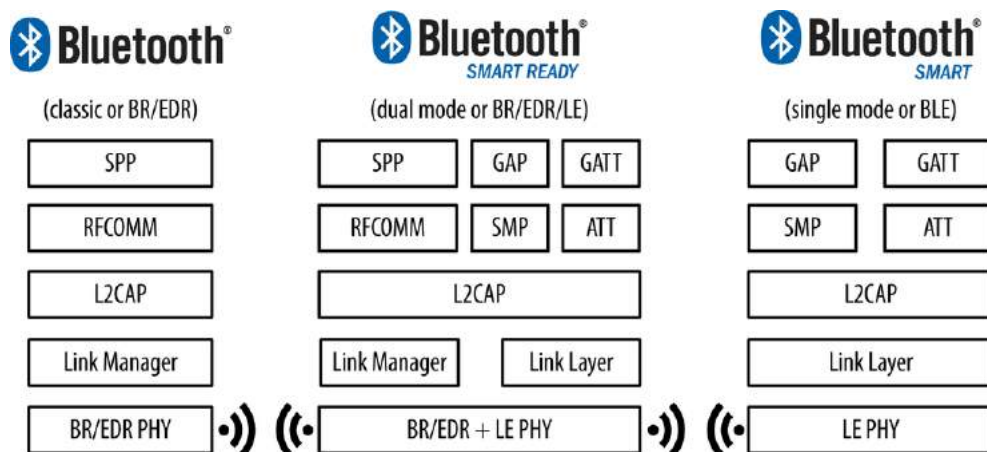 Bluetooth®
(classic or BR/EDR)
SPP
RFCOMM
L2CAP
Link Manager
BR/EDR PHY
Bluetooth®
SMART READY
(dual mode or BR/EDR/LE)
SPP GAP GATT
RFCOMM SMP ATT
L2CAP
Link Manager Link Layer
BR/EDR + LE PHY
Bluetooth®
SMART
(single mode or BLE)
GAP GATT
SMP ATT
L2CAP
Link Layer
LE PHY